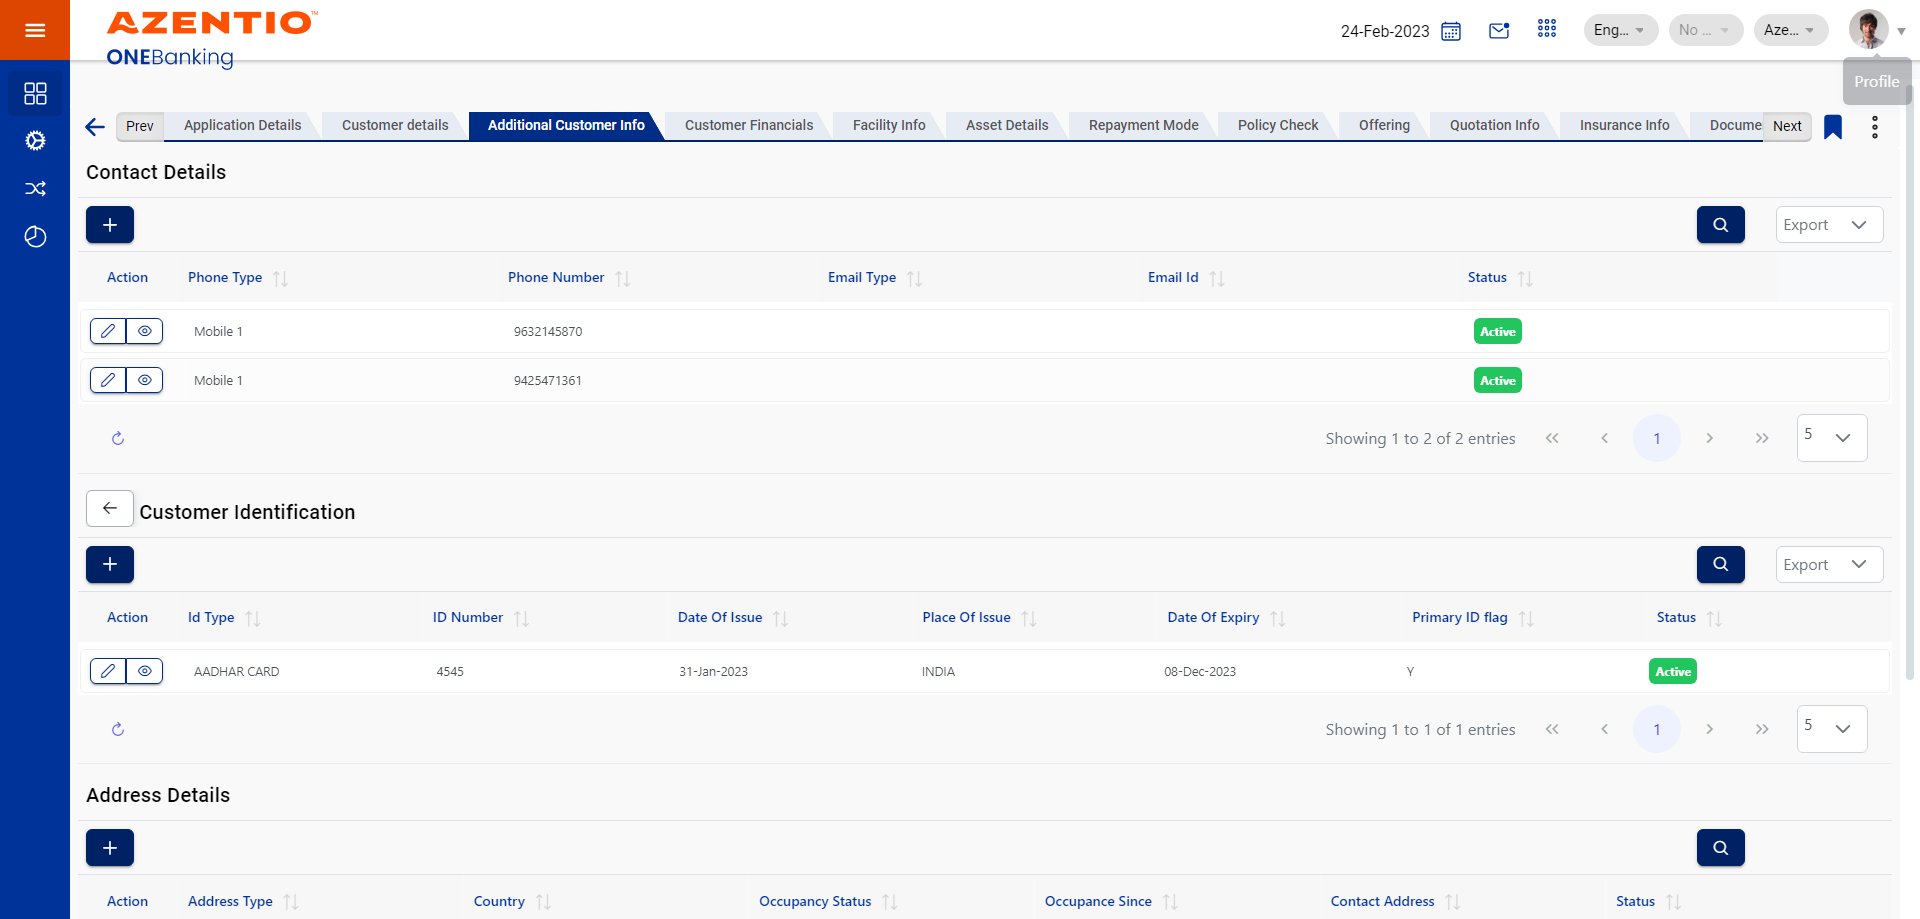 AZENTIO™
ONEBanking
24-Feb-2023
Eng...
No ...
Aze...
Profile
Prev
Application Details
Customer details
Additional Customer Info
Customer Financials
Facility Info
Asset Details
Repayment Mode
Policy Check
Offering
Quotation Info
Insurance Info
Docume
Next
Contact Details
Export
Action Phone Type Phone Number Email Type Email Id Status
Mobile 1 9632145870 Active
Mobile 1 9425471361 Active
Showing 1 to 2 of 2 entries 1 5
Customer Identification
Export
Action Id Type ID Number Date Of Issue Place Of Issue Date Of Expiry Primary ID flag Status
AADHAR CARD 4545 31-Jan-2023 INDIA 08-Dec-2023 Y Active
Showing 1 to 1 of 1 entries 1 5
Address Details
Action Address Type Country Occupancy Status Occupance Since Contact Address Status